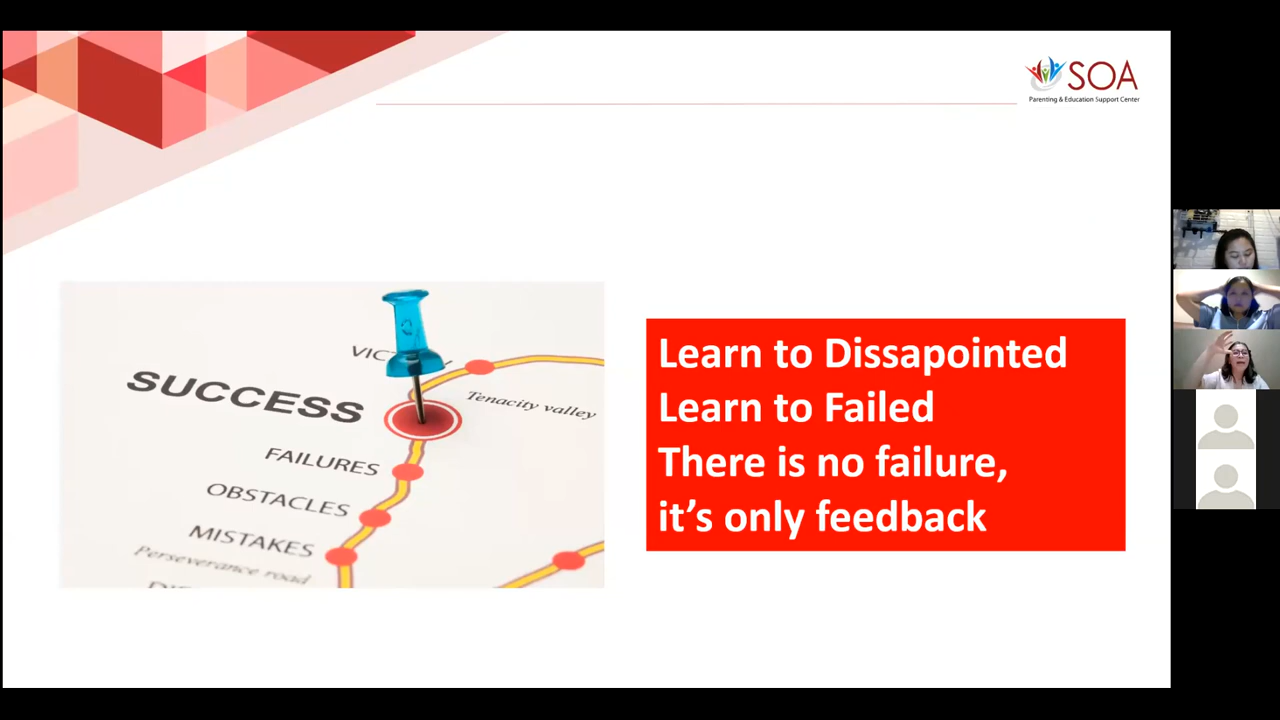 SOA
Parenting & Education Support Center
SUCCESS
Tenacity valley
FAILURES
OBSTACLES
MISTAKES
Perseverance road
Learn to Dissapointed
Learn to Failed
There is no failure,
it's only feedback